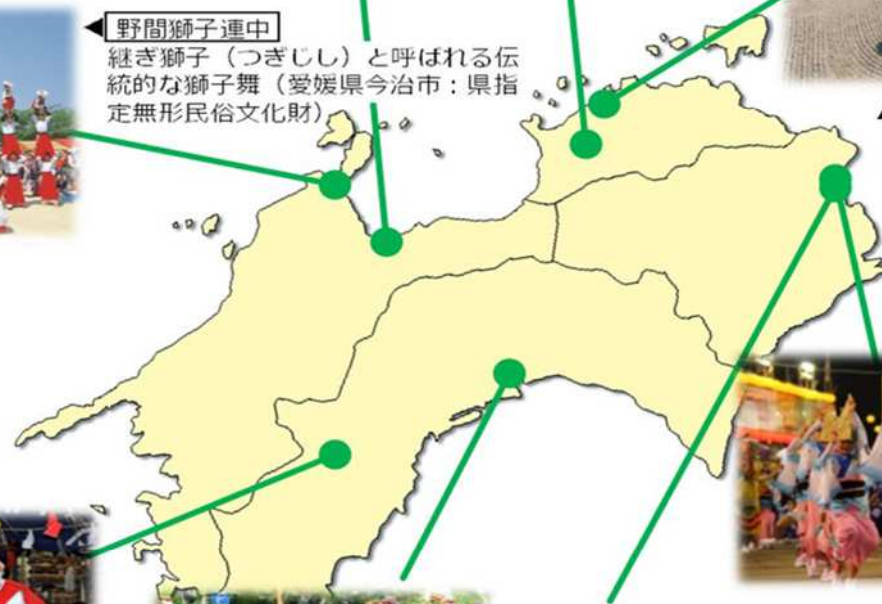 ◀野間獅子連中
継ぎ獅子（つぎじし）と呼ばれる伝
統的な獅子舞（愛媛県今治市：県指
定無形民俗文化財）